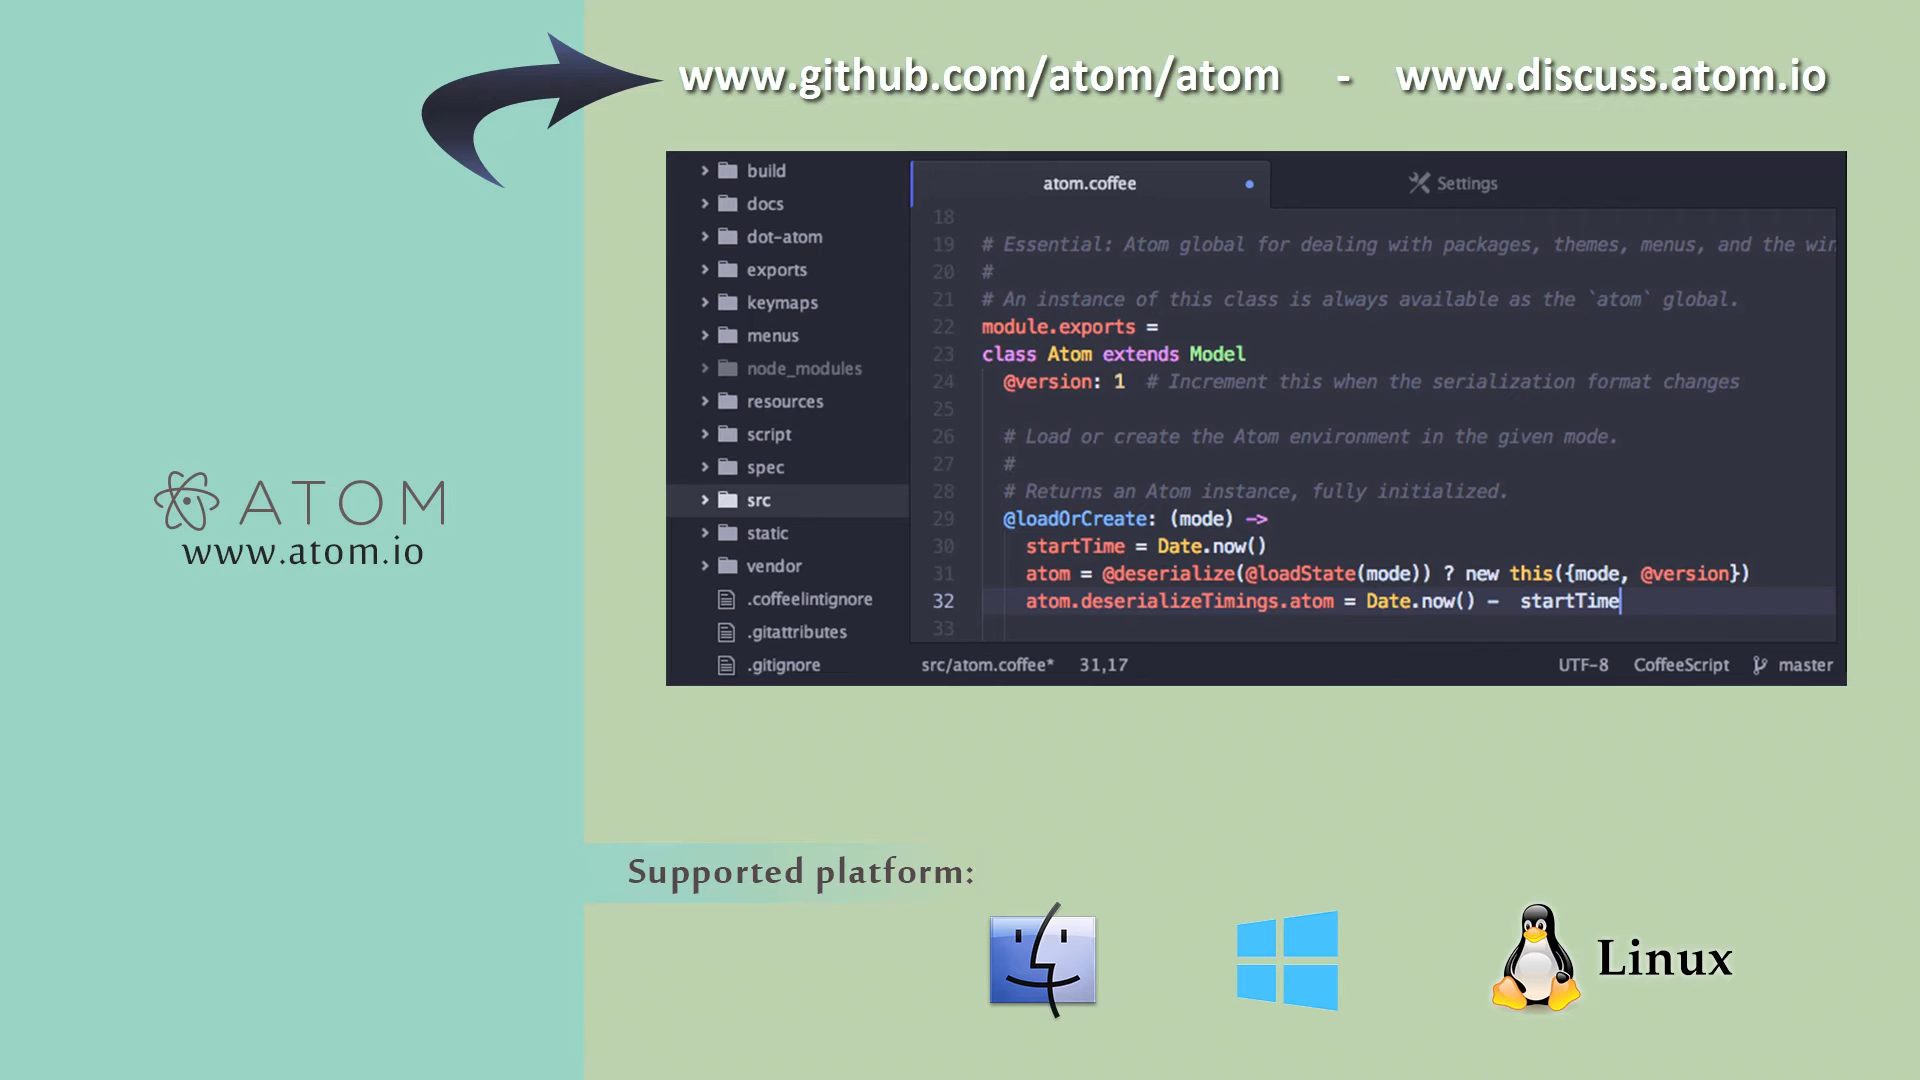 www.github.com/atom/atom - www.discuss.atom.io
ATOM
www.atom.io
build
docs
dot-atom
exports
keymaps
menus
node_modules
resources
script
spec
src
static
vendor
.coffeelintignore
.gitattributes
.gitignore
atom.coffee
Settings
18
19 # Essential: Atom global for dealing with packages, themes, menus, and the win
20 #
21 # An instance of this class is always available as the `atom` global.
22 module.exports =
23 class Atom extends Model
24 @version: 1 # Increment this when the serialization format changes
25
26 # Load or create the Atom environment in the given mode.
27 #
28 # Returns an Atom instance, fully initialized.
29 @loadOrCreate: (mode) ->
30 startTime = Date.now()
31 atom = @deserialize(@loadState(mode)) ? new this({mode, @version})
32 atom.deserializeTimings.atom = Date.now() - startTime
33
src/atom.coffee* 31,17 UTF-8 CoffeeScript master
Supported platform:
Linux